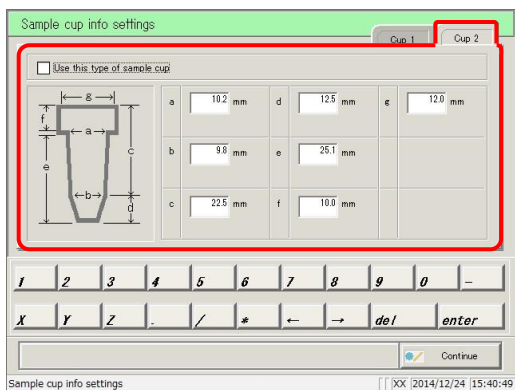 Sample cup info settings
Cup 1 Cup 2
Use this type of sample cup
g
f
a
c
e
b
d
a 10.2 mm d 12.5 mm g 12.0 mm
b 9.8 mm e 25.1 mm
c 22.5 mm f 10.0 mm
1 2 3 4 5 6 7 8 9 0 -
X Y Z . / * ← → del enter
Continue
Sample cup info settings XX 2014/12/24 15:40:49